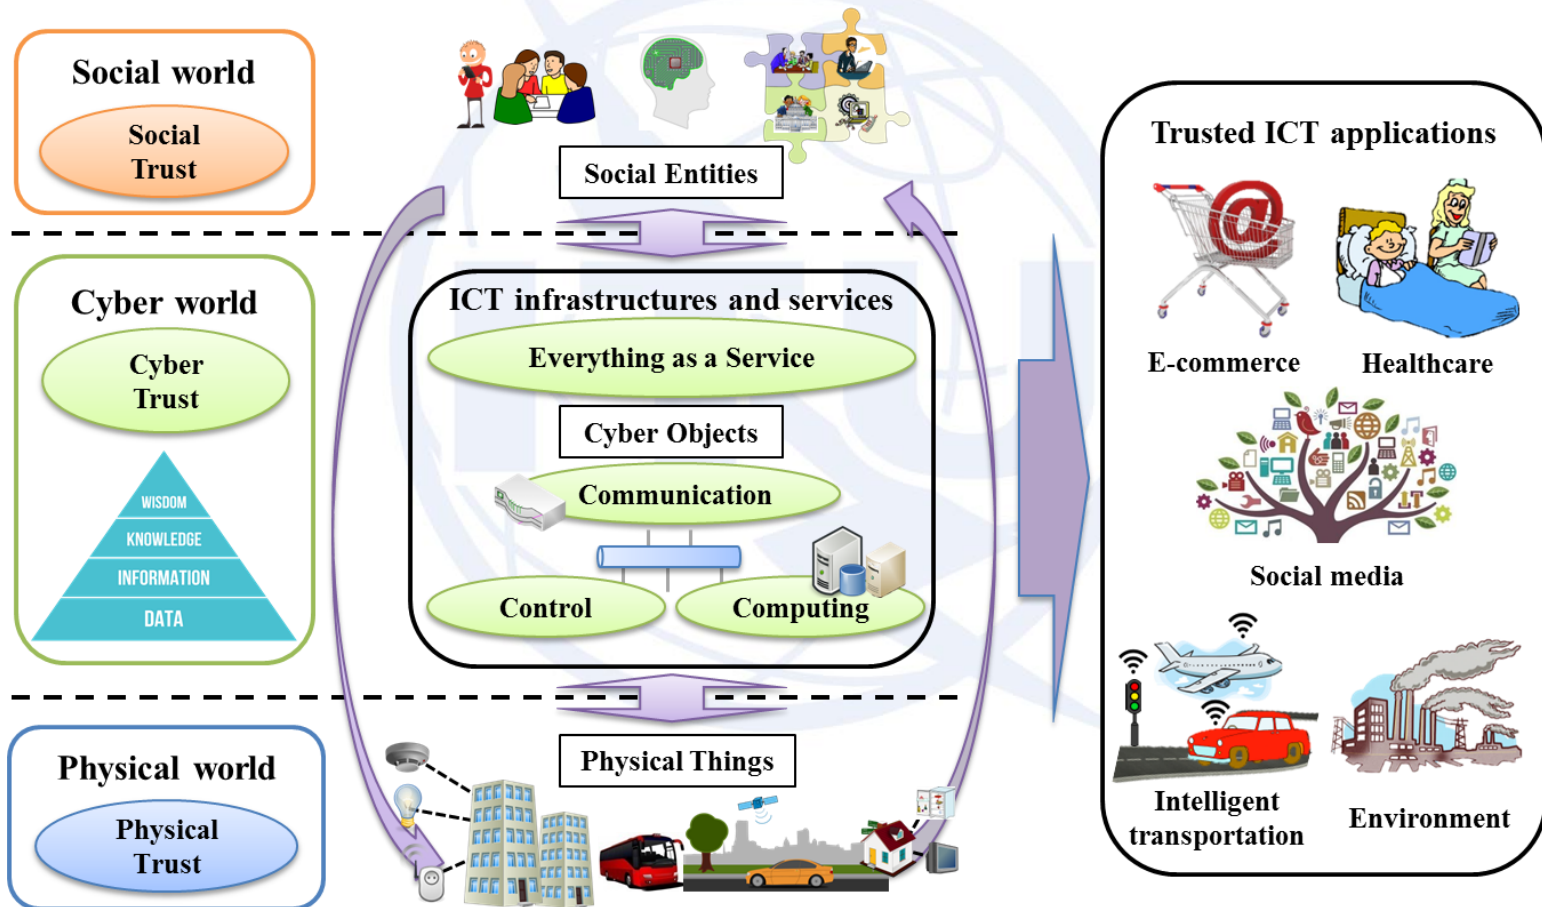 Social world
Social
Trust
Social Entities
Cyber world
Cyber
Trust
WISDOM
KNOWLEDGE
INFORMATION
DATA
ICT infrastructures and services
Everything as a Service
Cyber Objects
Communication
Control
Computing
Physical world
Physical
Trust
Physical Things
Trusted ICT applications
@
E-commerce
Healthcare
Social media
Intelligent
transportation
Environment
ITU